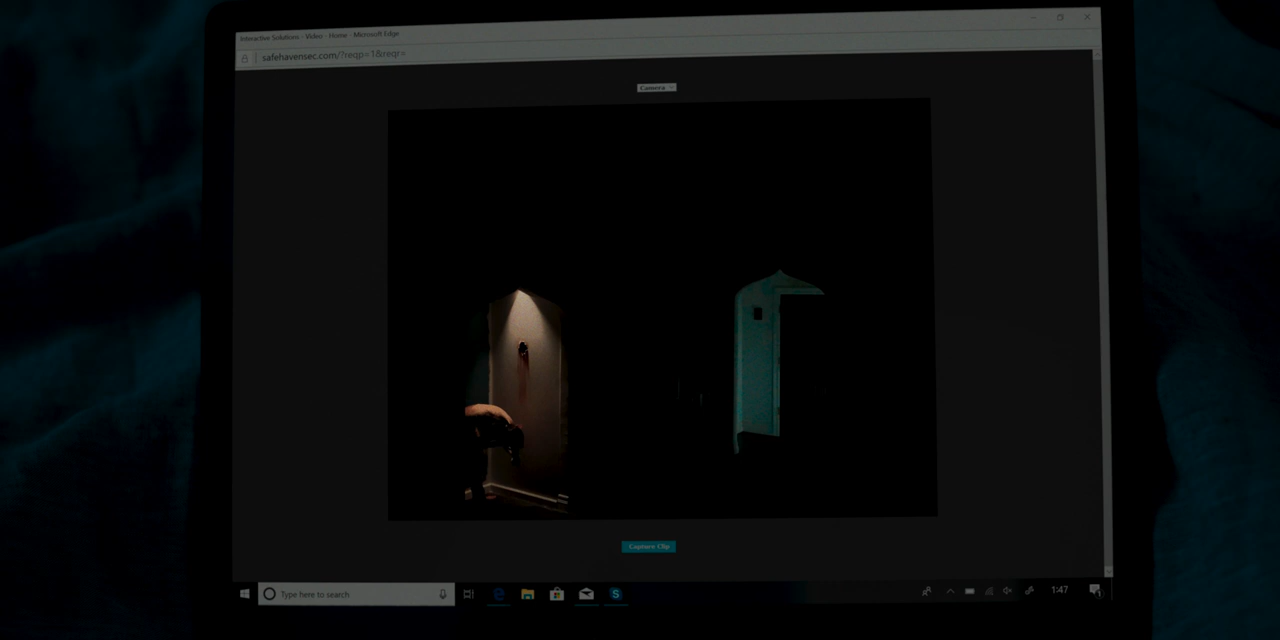 Interactive Solutions - Video - Home - Microsoft Edge
safehavensec.com/?reqp=1&reqr=
Camera
Capture Clip
Type here to search
1:47